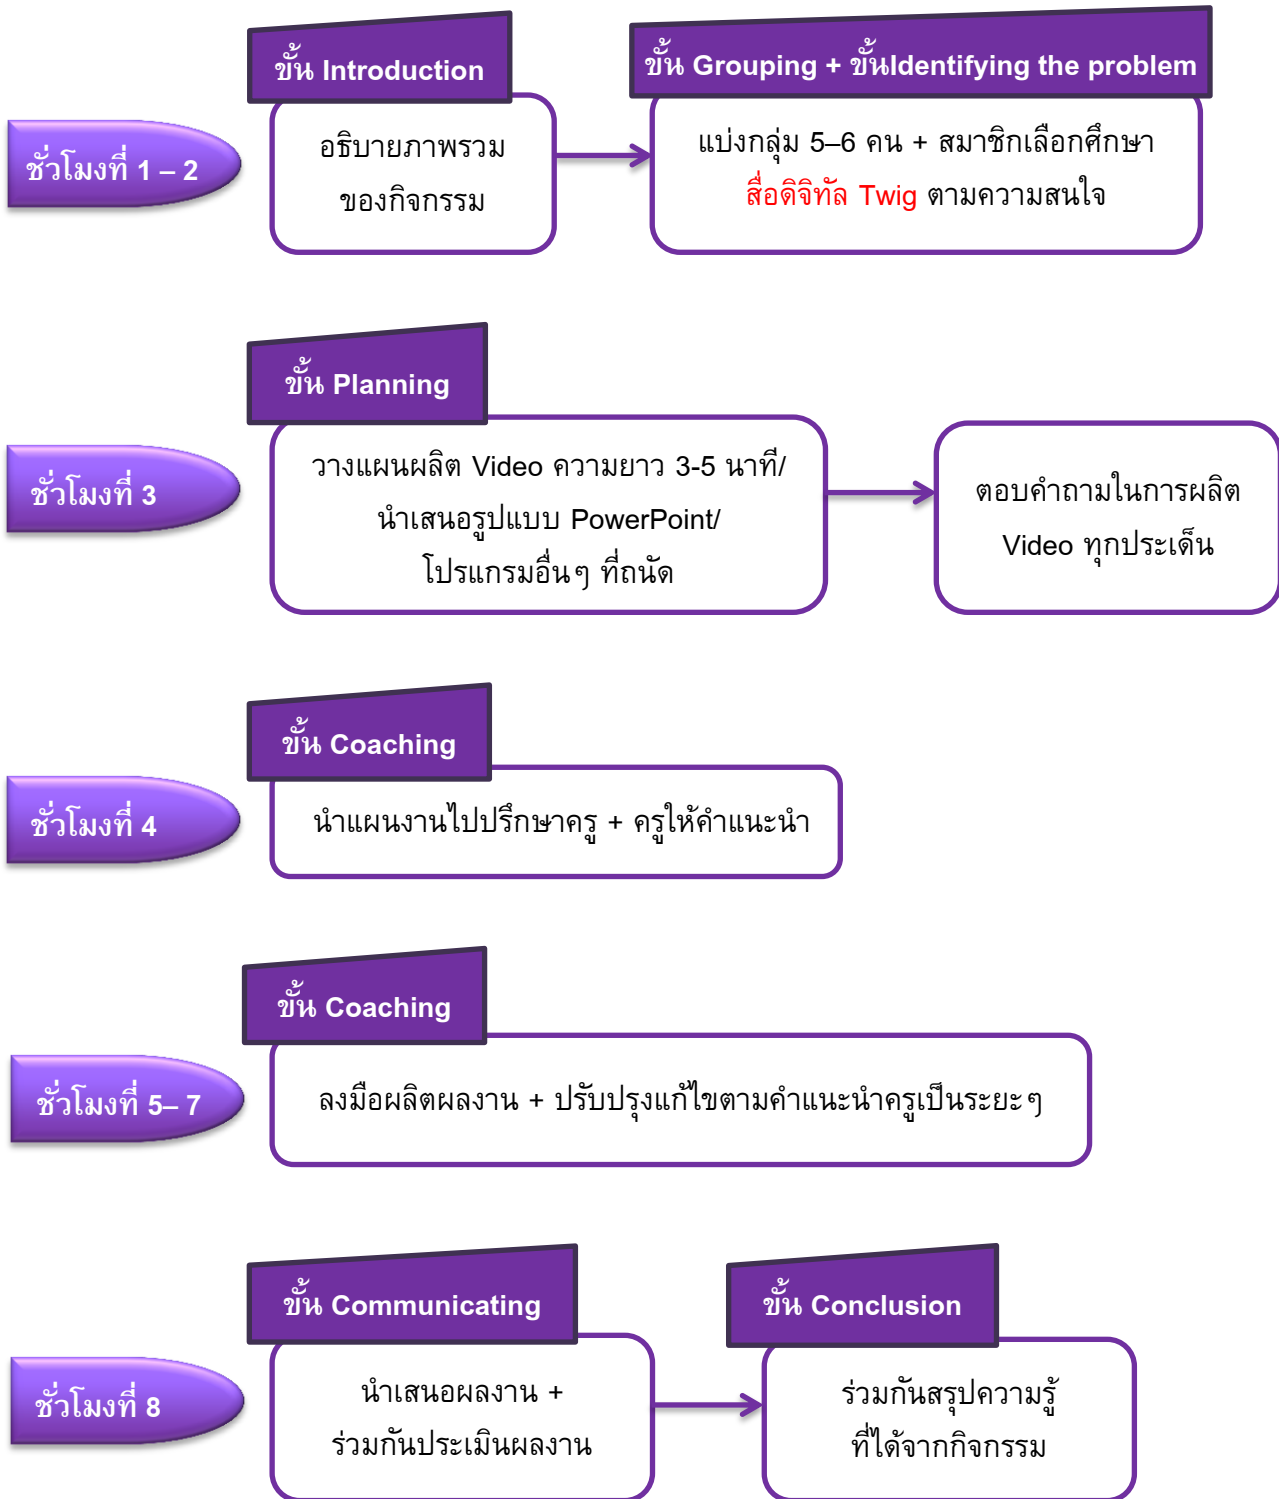 ขั้น Introduction
ขั้น Grouping + ขั้นIdentifying the problem
ชั่วโมงที่ 1 – 2
อธิบายภาพรวม
ของกิจกรรม
แบ่งกลุ่ม 5–6 คน + สมาชิกเลือกศึกษา
สื่อดิจิทัล Twig ตามความสนใจ
ขั้น Planning
ชั่วโมงที่ 3
วางแผนผลิต Video ความยาว 3-5 นาที/
นำเสนอรูปแบบ PowerPoint/
โปรแกรมอื่นๆ ที่ถนัด
ตอบคำถามในการผลิต
Video ทุกประเด็น
ขั้น Coaching
ชั่วโมงที่ 4
นำแผนงานไปปรึกษาครู + ครูให้คำแนะนำ
ขั้น Coaching
ชั่วโมงที่ 5– 7
ลงมือผลิตผลงาน + ปรับปรุงแก้ไขตามคำแนะนำครูเป็นระยะๆ
ขั้น Communicating
ขั้น Conclusion
ชั่วโมงที่ 8
นำเสนอผลงาน +
ร่วมกันประเมินผลงาน
ร่วมกันสรุปความรู้
ที่ได้จากกิจกรรม